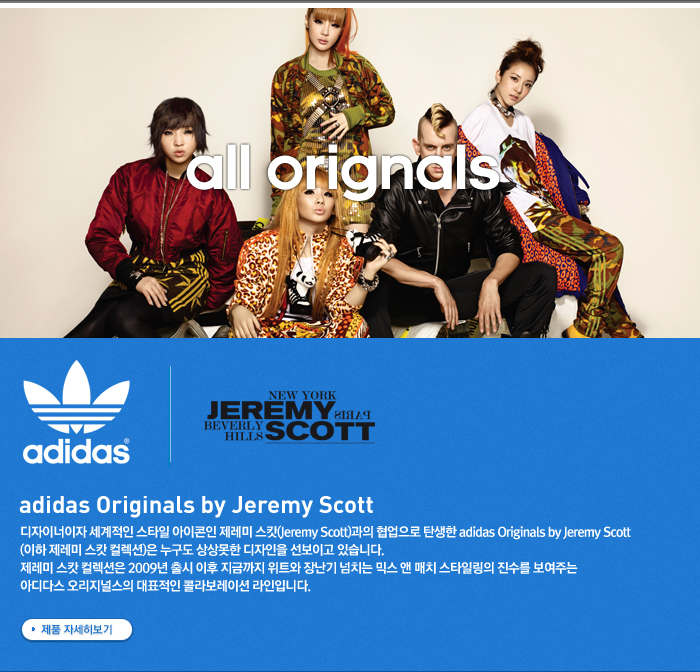 all orignals
adidas®
NEW YORK
JEREMY PARIS
BEVERLY HILLS SCOTT
adidas Originals by Jeremy Scott
디자이너이자 세계적인 스타일 아이콘인 제레미 스캇(Jeremy Scott)과의 협업으로 탄생한 adidas Originals by Jeremy Scott
(이하 제레미 스캇 컬렉션)은 누구도 상상못한 디자인을 선보이고 있습니다.
제레미 스캇 컬렉션은 2009년 출시 이후 지금까지 위트와 장난기 넘치는 믹스 앤 매치 스타일링의 진수를 보여주는
아디다스 오리지널스의 대표적인 콜라보레이션 라인입니다.
제품 자세히보기